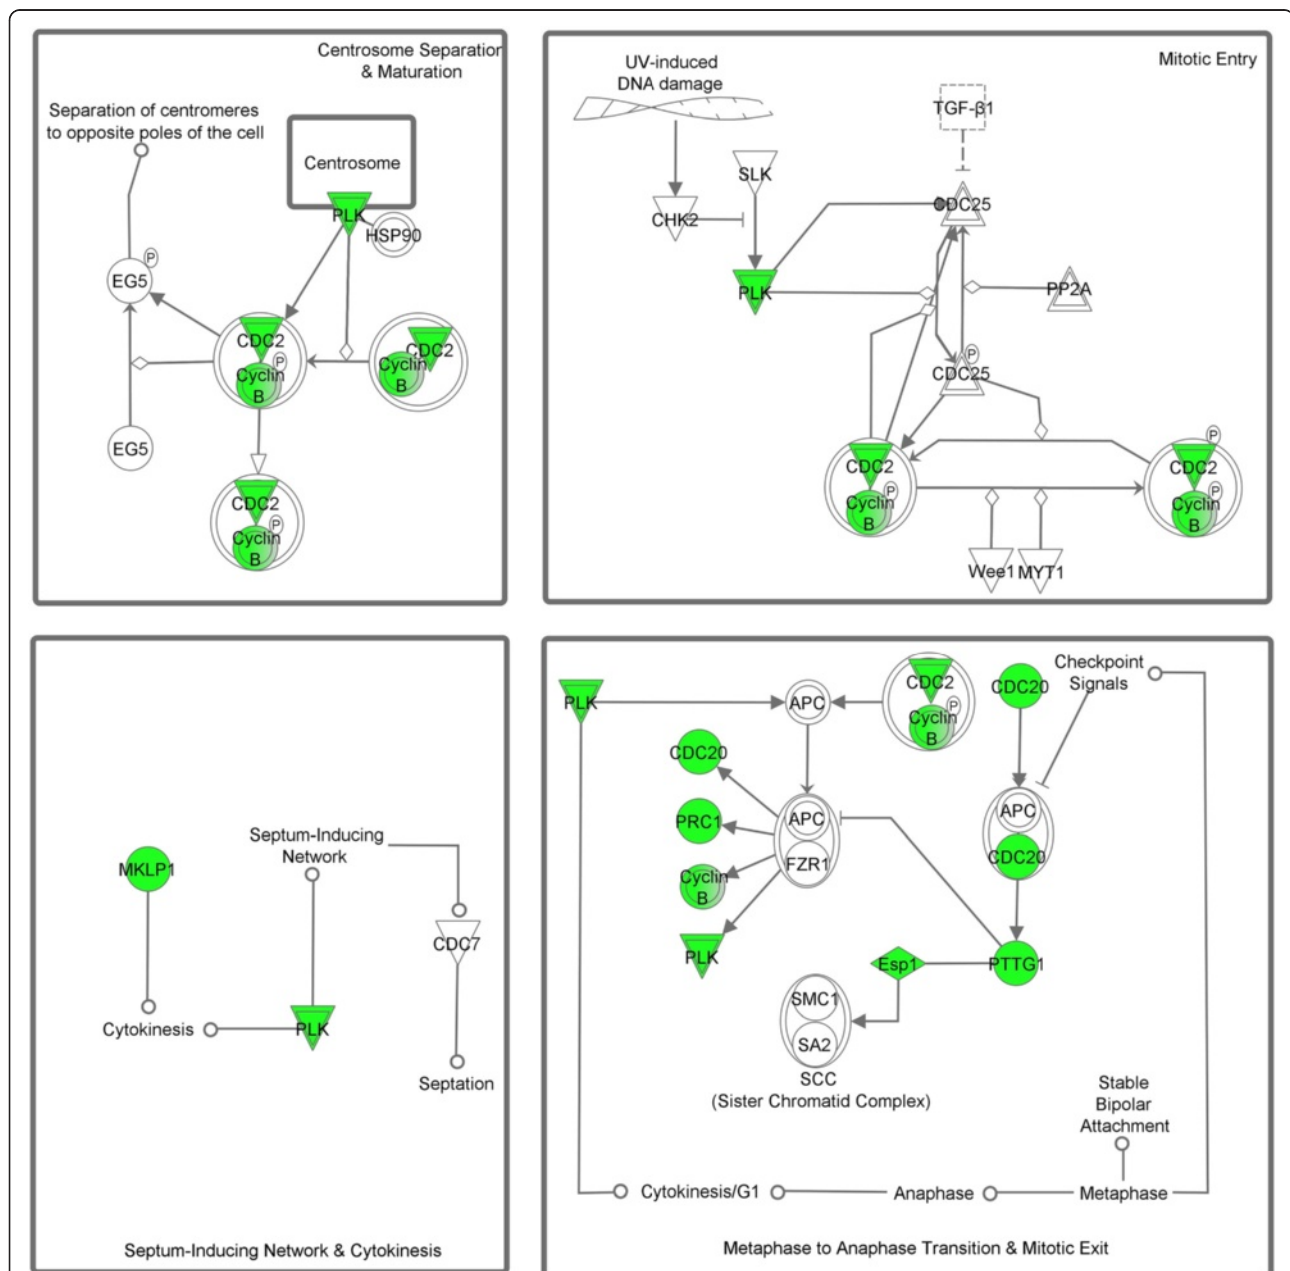 Centrosome Separation
& Maturation
Separation of centromeres
to opposite poles of the cell
Centrosome
PLK
HSP90
P
EG5
CDC2
P
Cyclin
B
CDC2
Cyclin
B
EG5
CDC2
P
Cyclin
B
Mitotic Entry
UV-induced
DNA damage
TGF-β1
SLK
CHK2
CDC25
PLK
PP2A
P
CDC25
CDC2
P
Cyclin
B
P
CDC2
P
Cyclin
B
Wee1
MYT1
Septum-Inducing
Network
MKLP1
CDC7
Cytokinesis
PLK
Septation
Septum-Inducing Network & Cytokinesis
PLK
APC
CDC2
P
Cyclin
B
CDC20
Checkpoint
Signals
CDC20
PRC1
Cyclin
B
PLK
APC
FZR1
APC
CDC20
Esp1
PTTG1
SMC1
SA2
SCC
(Sister Chromatid Complex)
Stable
Bipolar
Attachment
Cytokinesis/G1
Anaphase
Metaphase
Metaphase to Anaphase Transition & Mitotic Exit